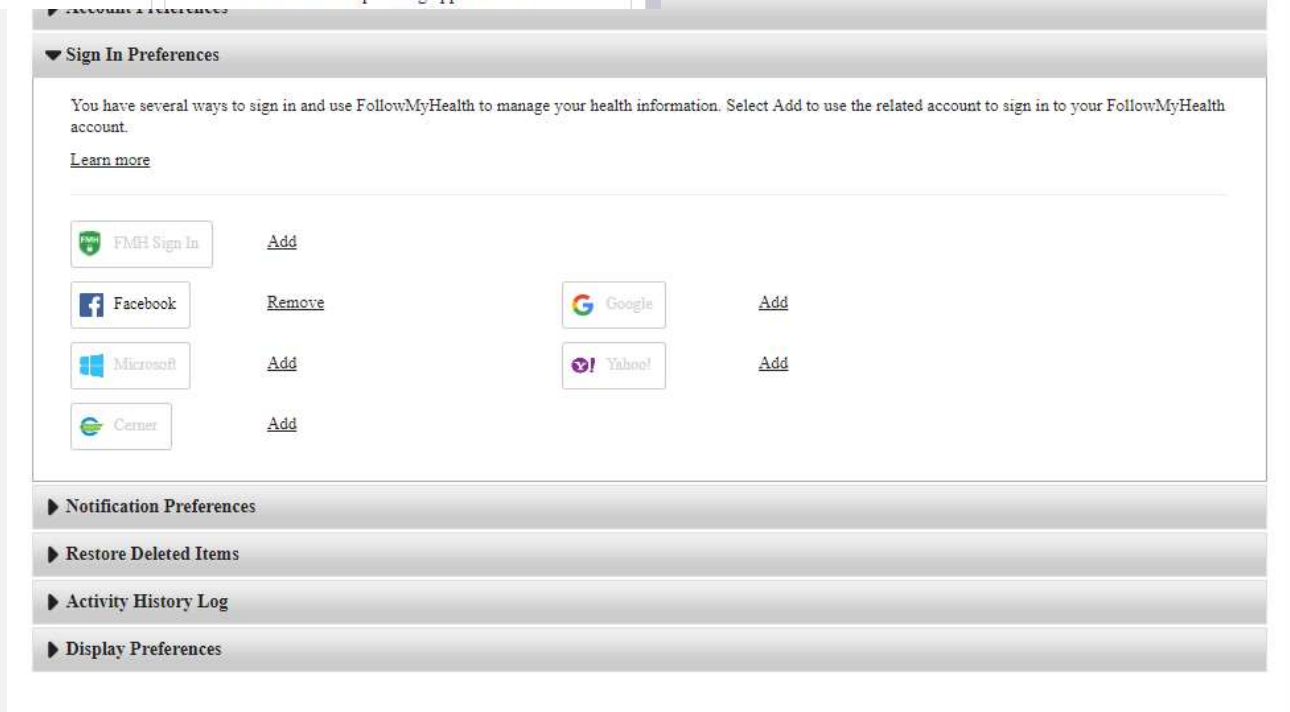 Account Preferences
Sign In Preferences
You have several ways to sign in and use FollowMyHealth to manage your health information. Select Add to use the related account to sign in to your FollowMyHealth
account.
Learn more
FMH FMH Sign In Add
Facebook Remove Google Add
Microsoft Add Yahoo! Add
Cerner Add
Notification Preferences
Restore Deleted Items
Activity History Log
Display Preferences